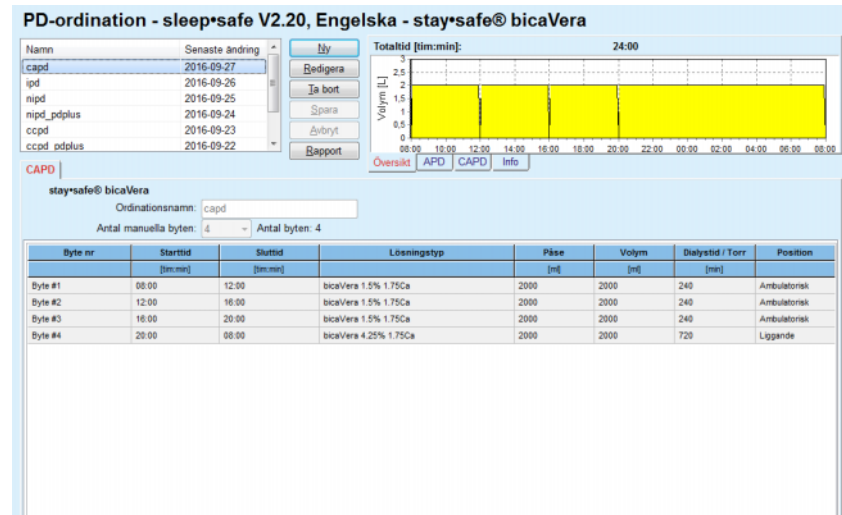 PD-ordination - sleep•safe V2.20, Engelska - stay•safe® bicaVera
Namn Senaste ändring
capd 2016-09-27
ipd 2016-09-26
nipd 2016-09-25
nipd_pdplus 2016-09-24
ccpd 2016-09-23
ccpd_pdplus 2016-09-22
Ny
Redigera
Ta bort
Spara
Avbryt
Rapport
Totaltid [tim:min]: 24:00
Volym [L]
3
2,5
2
1,5
1
0,5
0
08:00 10:00 12:00 14:00 16:00 18:00 20:00 22:00 00:00 02:00 04:00 06:00 08:00
Översikt APD CAPD Info
CAPD
stay•safe® bicaVera
Ordinationsnamn: capd
Antal manuella byten: 4 Antal byten: 4
Byte nr Starttid Sluttid Lösningstyp Påse Volym Dialystid / Torr Position
[tim:min] [tim:min] [ml] [ml] [min]
Byte #1 08:00 12:00 bicaVera 1.5% 1.75Ca 2000 2000 240 Ambulatorisk
Byte #2 12:00 16:00 bicaVera 1.5% 1.75Ca 2000 2000 240 Ambulatorisk
Byte #3 16:00 20:00 bicaVera 1.5% 1.75Ca 2000 2000 240 Ambulatorisk
Byte #4 20:00 08:00 bicaVera 4.25% 1.75Ca 2000 2000 720 Liggande